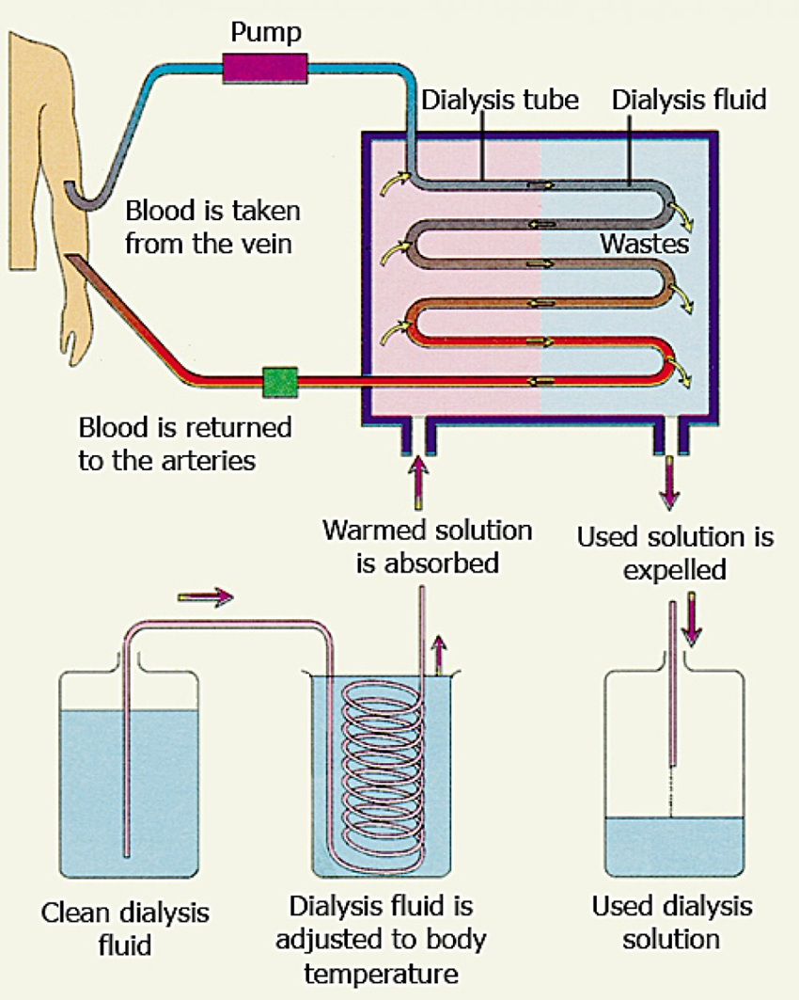 Pump
Dialysis tube
Dialysis fluid
Blood is taken
from the vein
Wastes
Blood is returned
to the arteries
Warmed solution
is absorbed
Used solution is
expelled
Clean dialysis
fluid
Dialysis fluid is
adjusted to body
temperature
Used dialysis
solution